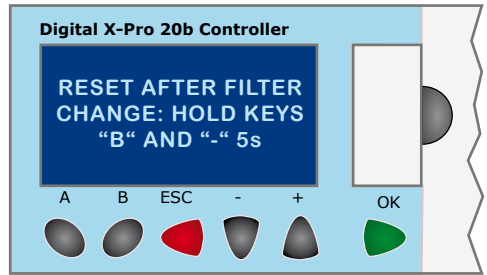 Digital X-Pro 20b Controller
RESET AFTER FILTER
CHANGE: HOLD KEYS
“B“ AND “-“ 5s
A B ESC - + OK